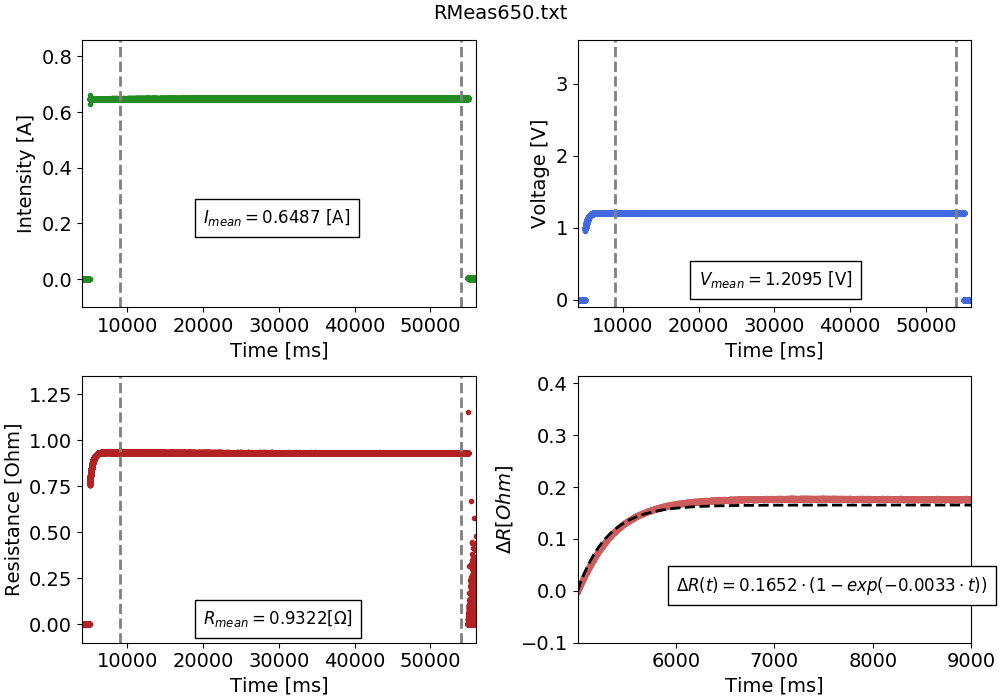 RMeas650.txt
Intensity [A]
0.8
0.6
0.4
0.2
0.0
I_mean = 0.6487 [A]
10000 20000 30000 40000 50000
Time [ms]
Voltage [V]
3
2
1
0
V_mean = 1.2095 [V]
10000 20000 30000 40000 50000
Time [ms]
Resistance [Ohm]
1.25
1.00
0.75
0.50
0.25
0.00
R_mean = 0.9322[Ω]
10000 20000 30000 40000 50000
Time [ms]
ΔR[Ohm]
0.4
0.3
0.2
0.1
0.0
−0.1
ΔR(t) = 0.1652 · (1 − exp(−0.0033 · t))
6000 7000 8000 9000
Time [ms]